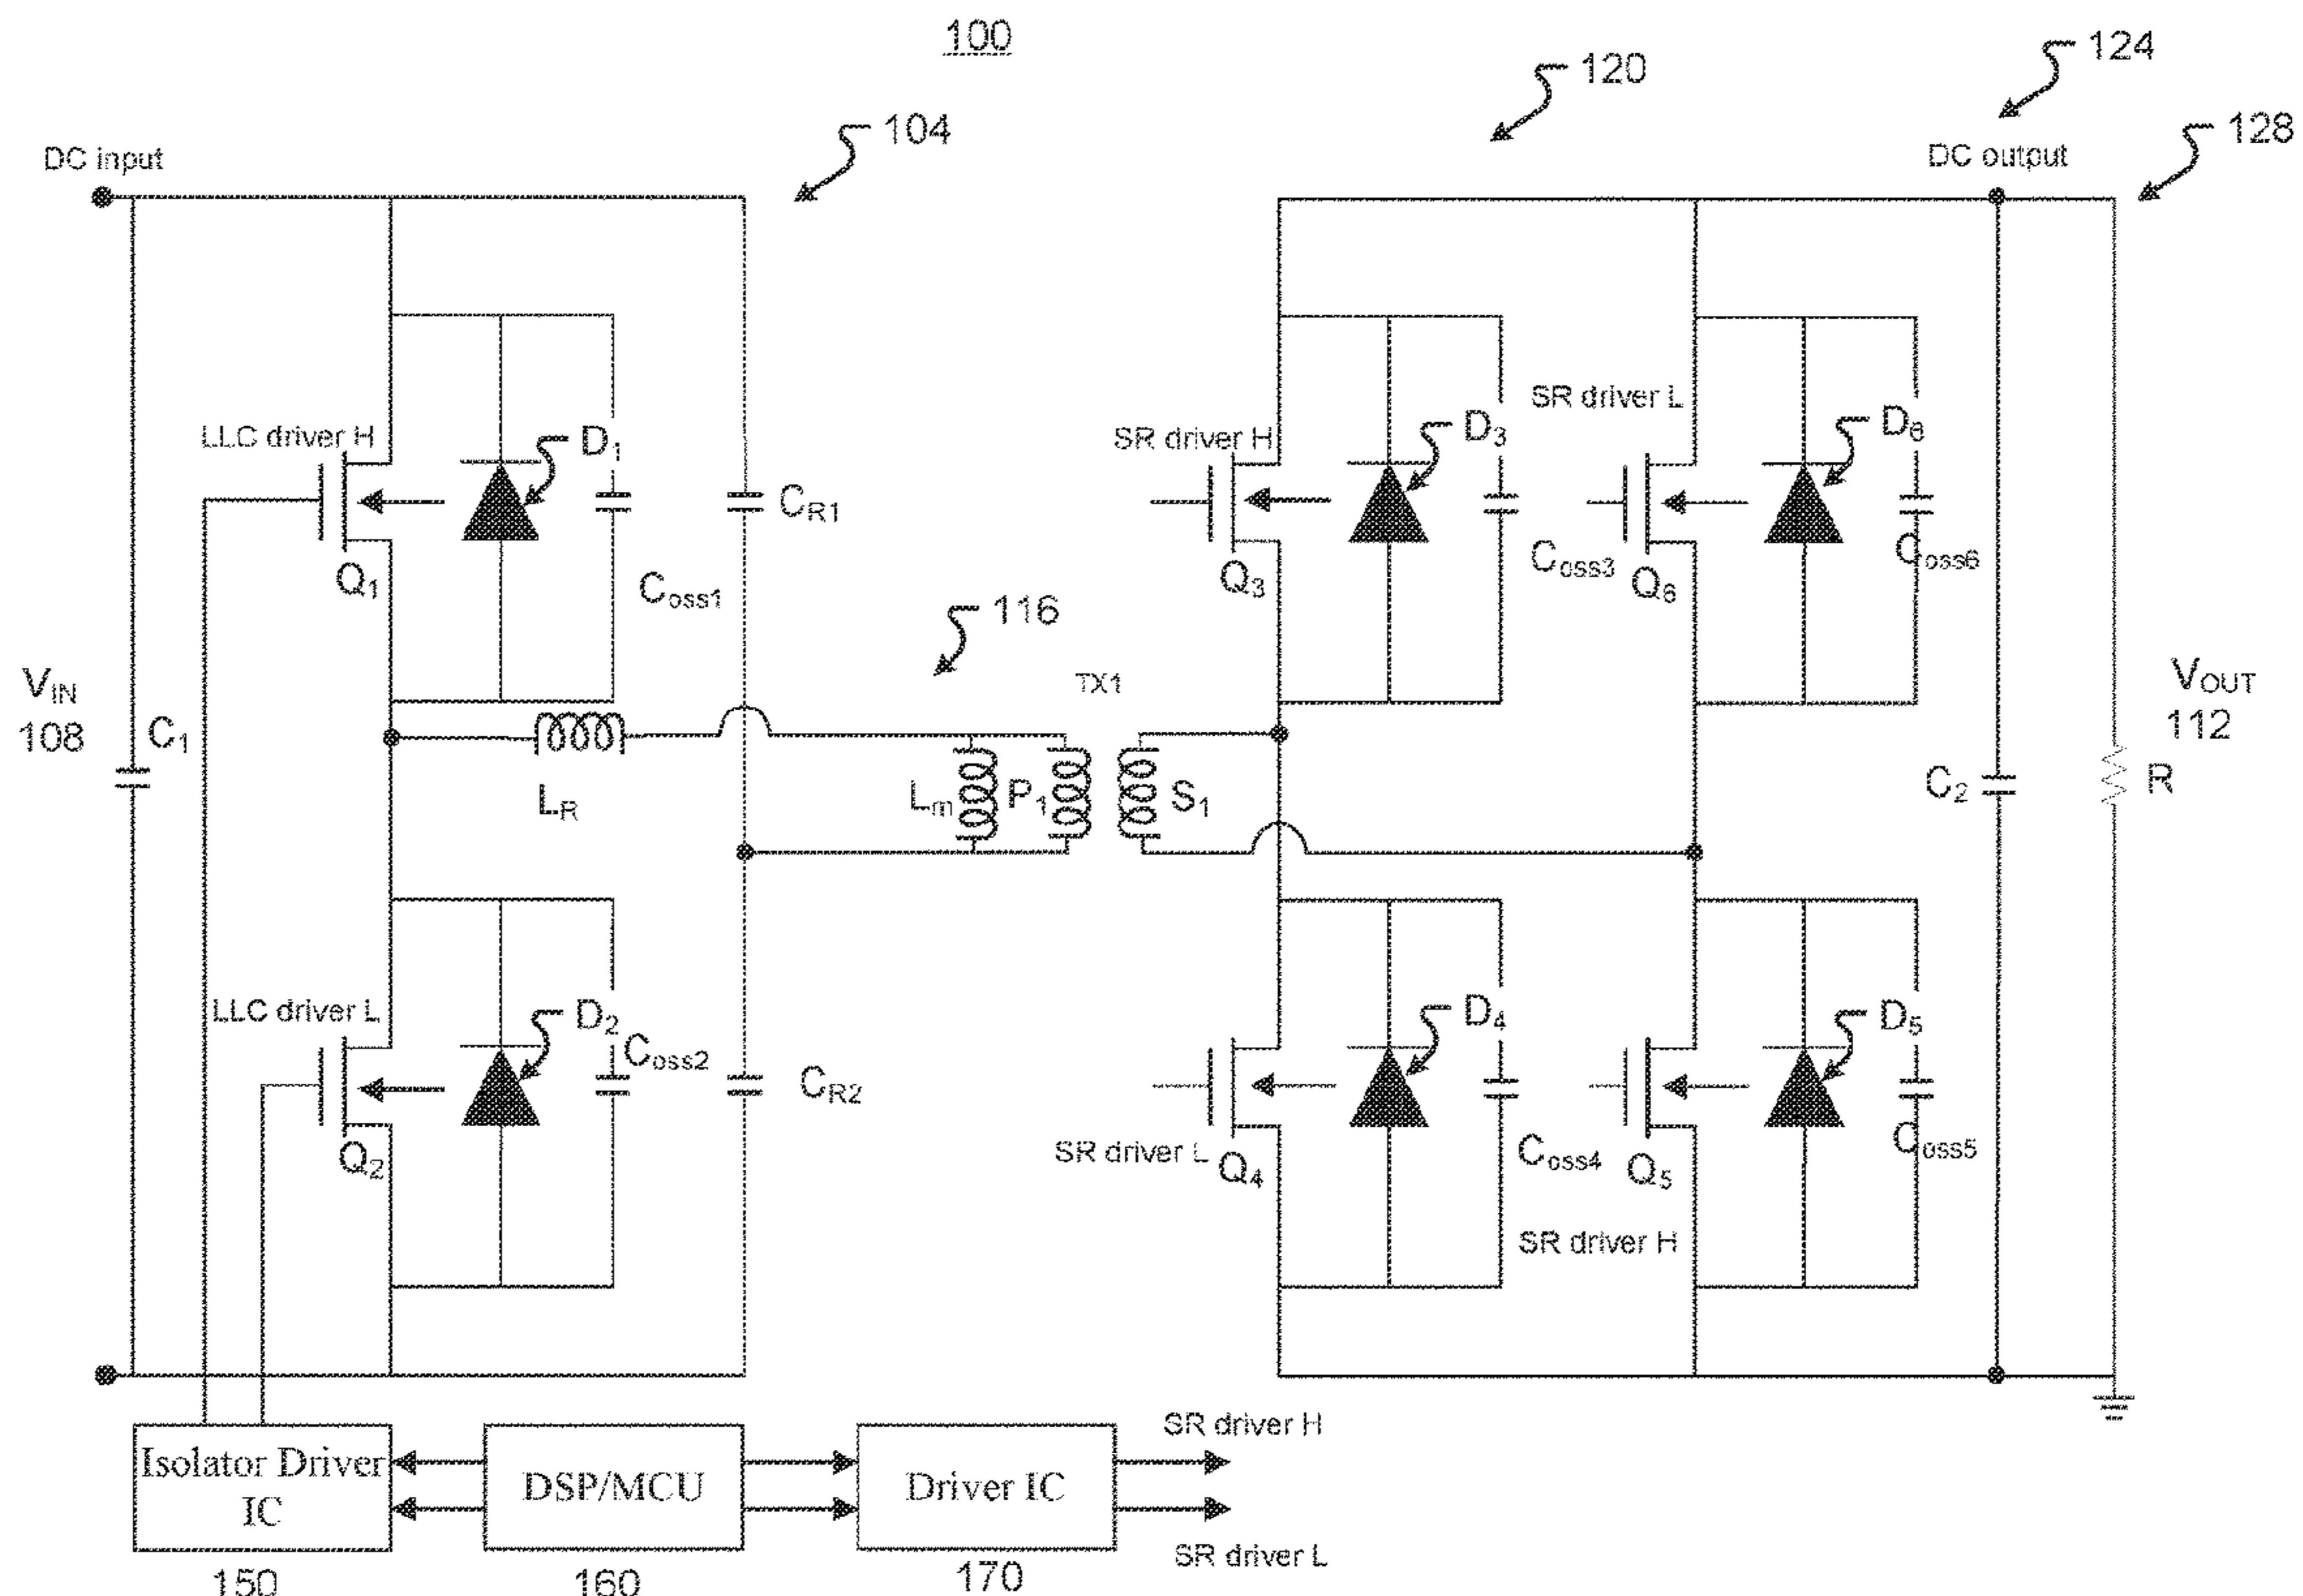 100
120
124
104
128
DC input
DC output
LLC driver H
D1
Q1
Coss1
CR1
SR driver H
D3
Q3
Coss3
SR driver L
D6
Q6
Coss6
116
TX1
VIN
108
C1
LR
Lm
P1
S1
C2
R
VOUT
112
LLC driver L
D2
Q2
Coss2
CR2
D4
SR driver L
Q4
Coss4
D5
Q5
Coss5
SR driver H
Isolator Driver
IC
DSP/MCU
Driver IC
SR driver H
SR driver L
150
160
170